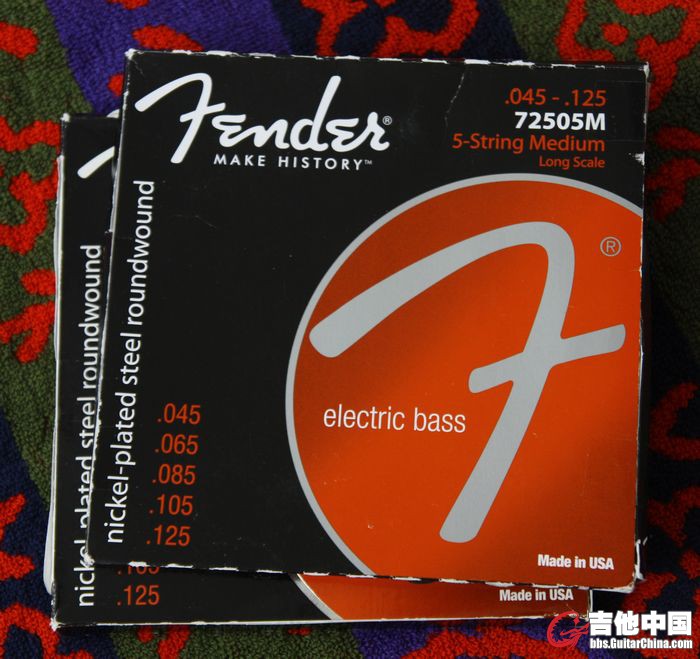 Fender®
MAKE HISTORY™
.045 - .125
72505M
5-String Medium
Long Scale
nickel-plated steel roundwound
®
electric bass
.045
.065
.085
.105
.125
Made in USA
nickel-plated steel roundwound
.105
.125
Made in USA
吉他中国
bbs.GuitarChina.com